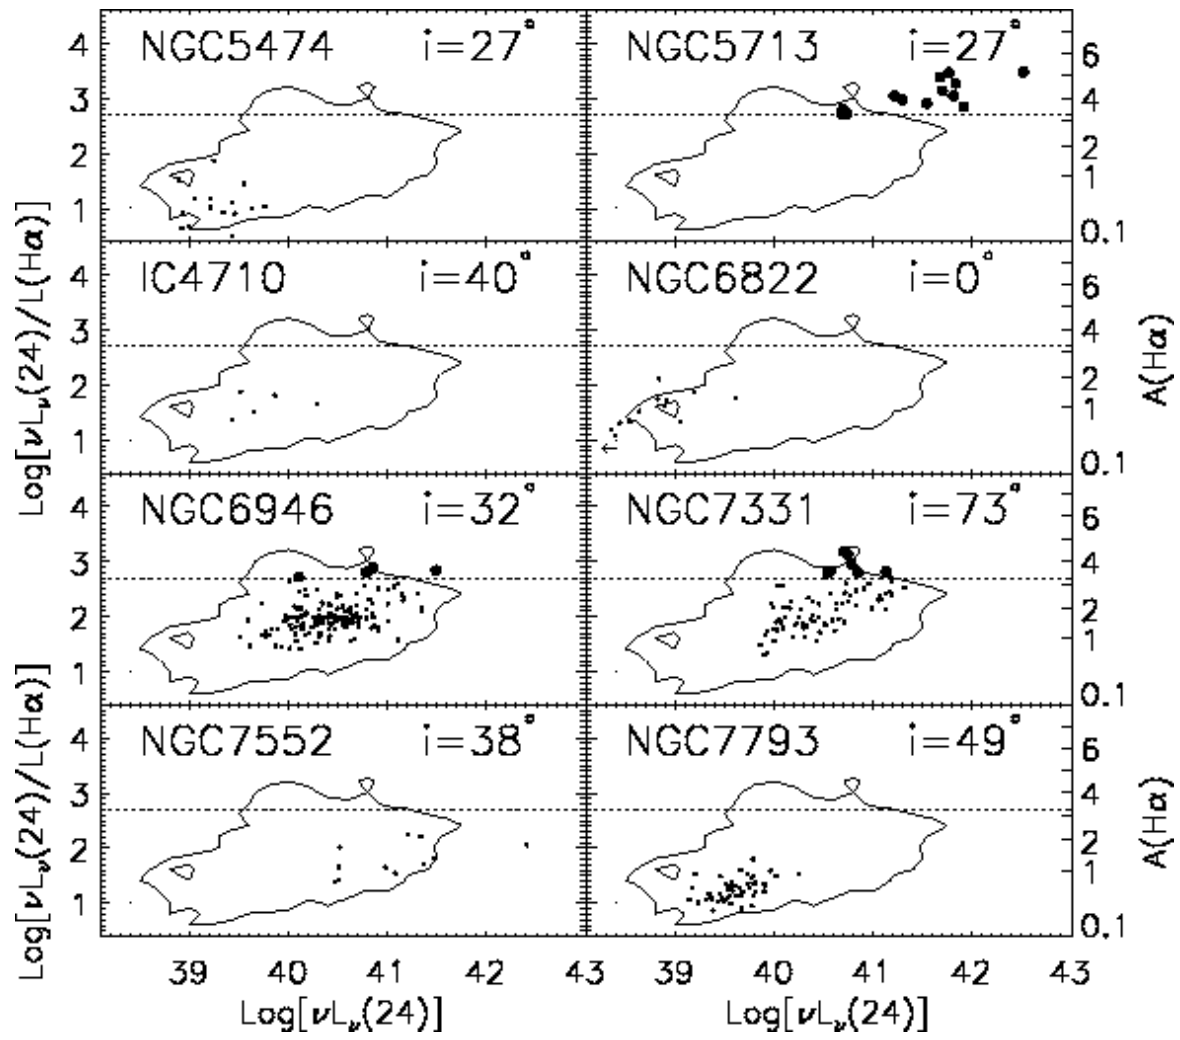 NGC5474 i=27°
NGC5713 i=27°
4
3
2
1
6
4
2
1
0.1
IC4710 i=40°
NGC6822 i=0°
4
3
2
1
6
4
2
1
0.1
Log[νLν(24)/L(Hα)]
A(Hα)
NGC6946 i=32°
NGC7331 i=73°
4
3
2
1
6
4
2
1
0.1
NGC7552 i=38°
NGC7793 i=49°
4
3
2
1
6
4
2
1
0.1
Log[νLν(24)/L(Hα)]
A(Hα)
39 40 41 42 43
39 40 41 42 43
Log[νLν(24)]
Log[νLν(24)]